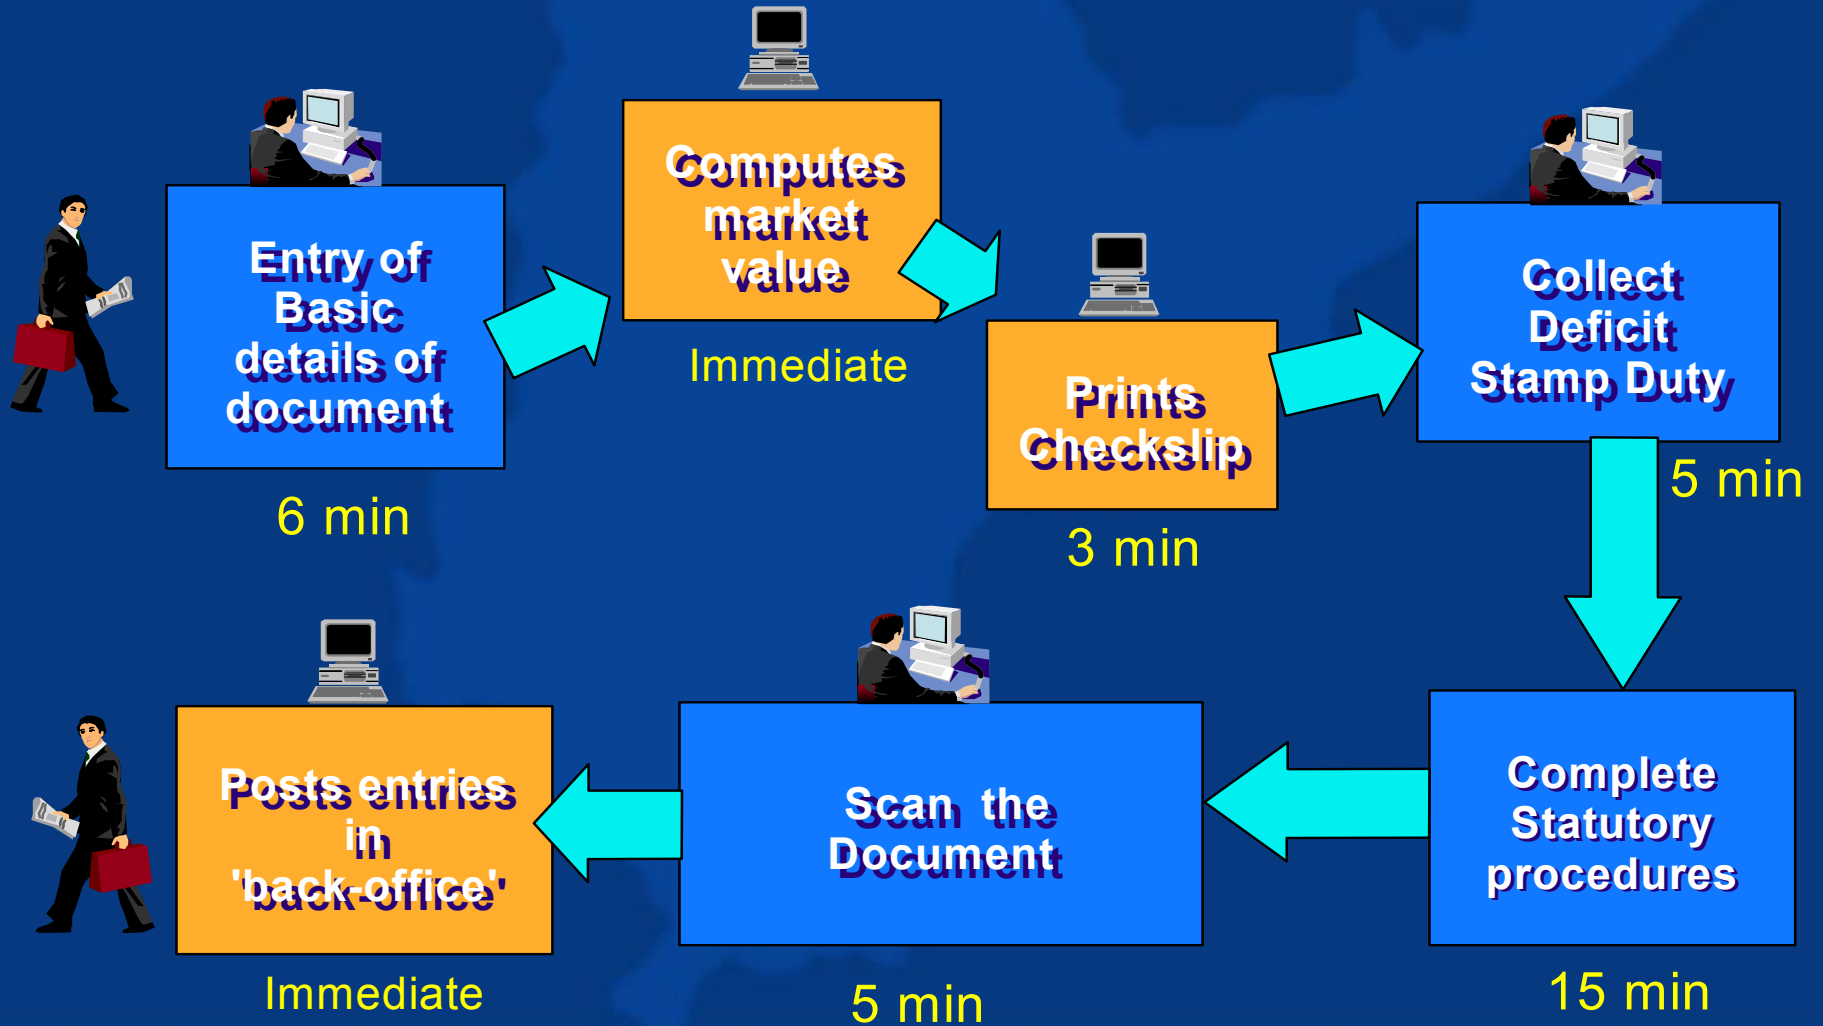 Entry of
Basic
details of
document
6 min
Computes
market
value
Immediate
Prints
Checkslip
3 min
Collect
Deficit
Stamp Duty
5 min
Complete
Statutory
procedures
15 min
Scan the
Document
5 min
Posts entries
in
'back-office'
Immediate